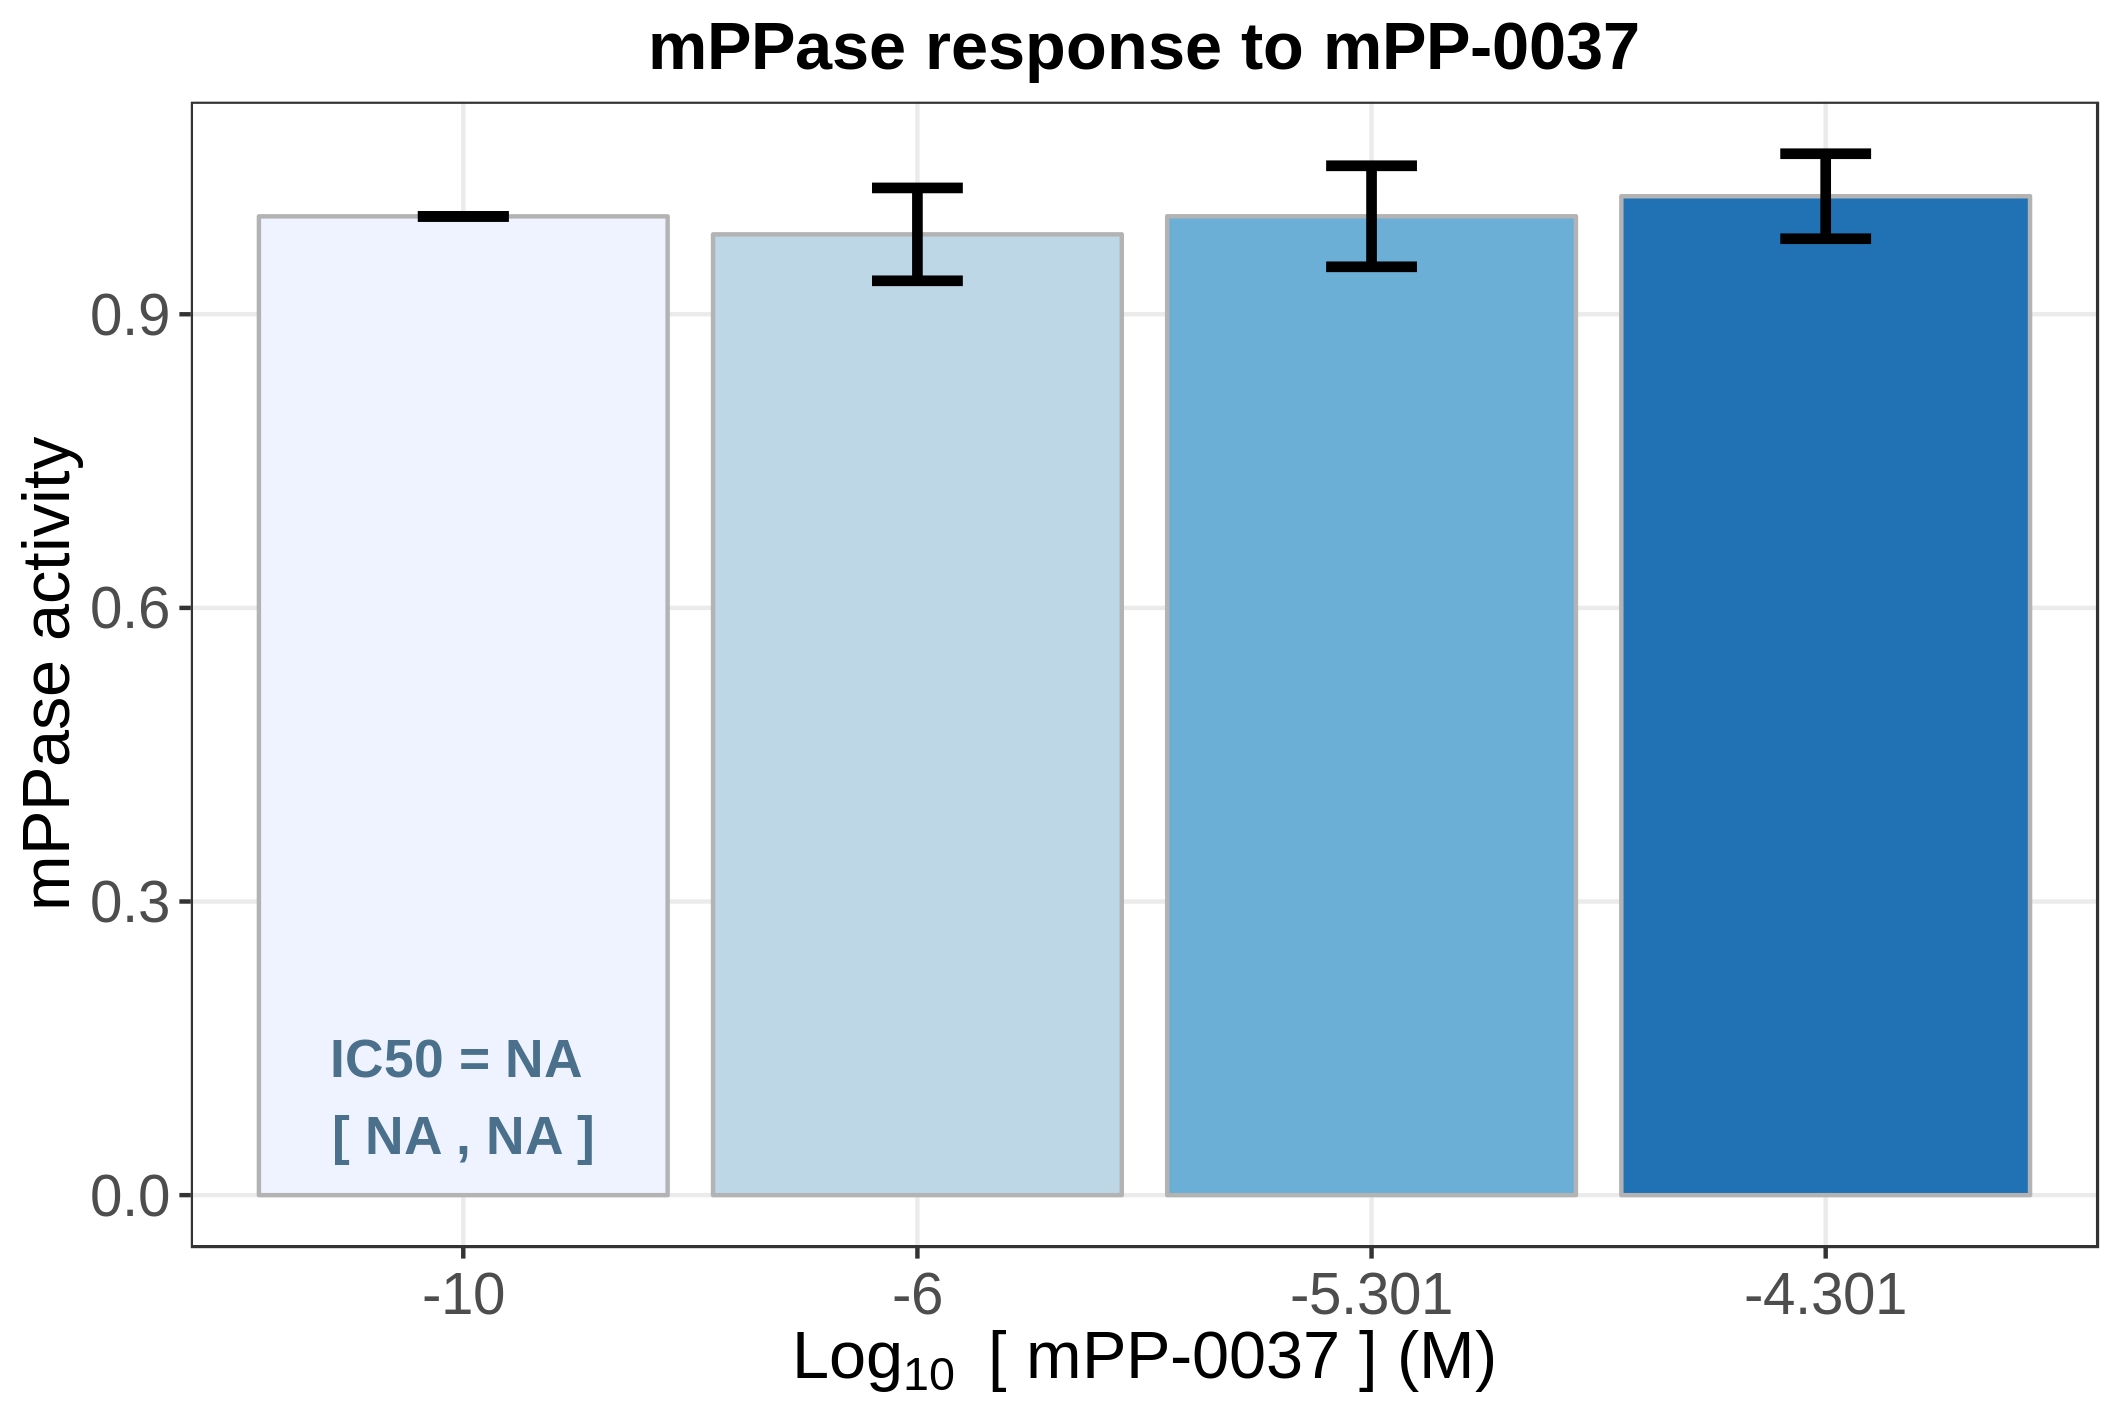 mPPase response to mPP-0037
mPPase activity
0.9
0.6
0.3
0.0
IC50 = NA
[ NA , NA ]
-10
-6
-5.301
-4.301
Log10 [ mPP-0037 ] (M)